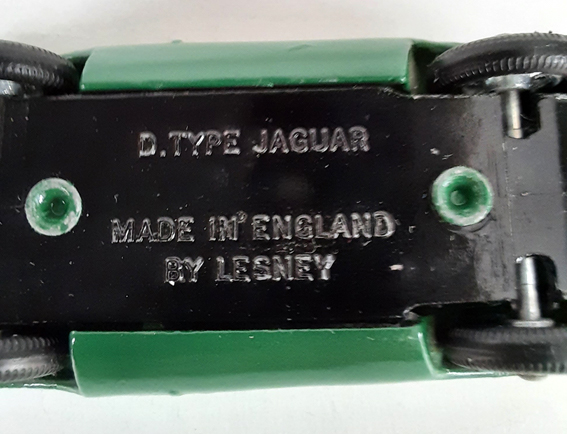 D. TYPE JAGUAR
MADE IN ENGLAND
BY LESNEY